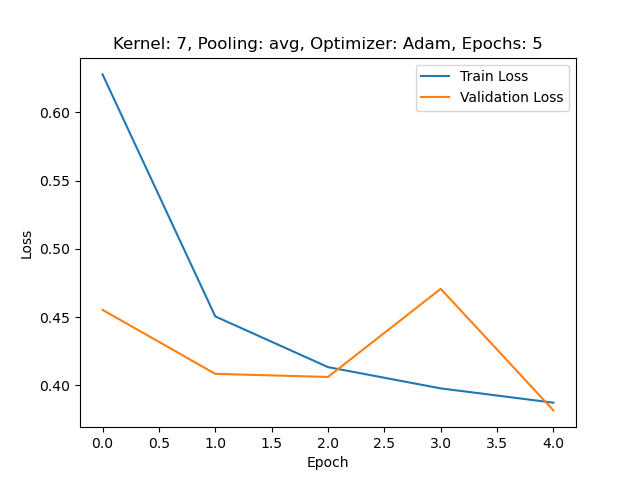 Kernel: 7, Pooling: avg, Optimizer: Adam, Epochs: 5
Train Loss
Validation Loss
Loss
0.60
0.55
0.50
0.45
0.40
0.0 0.5 1.0 1.5 2.0 2.5 3.0 3.5 4.0
Epoch